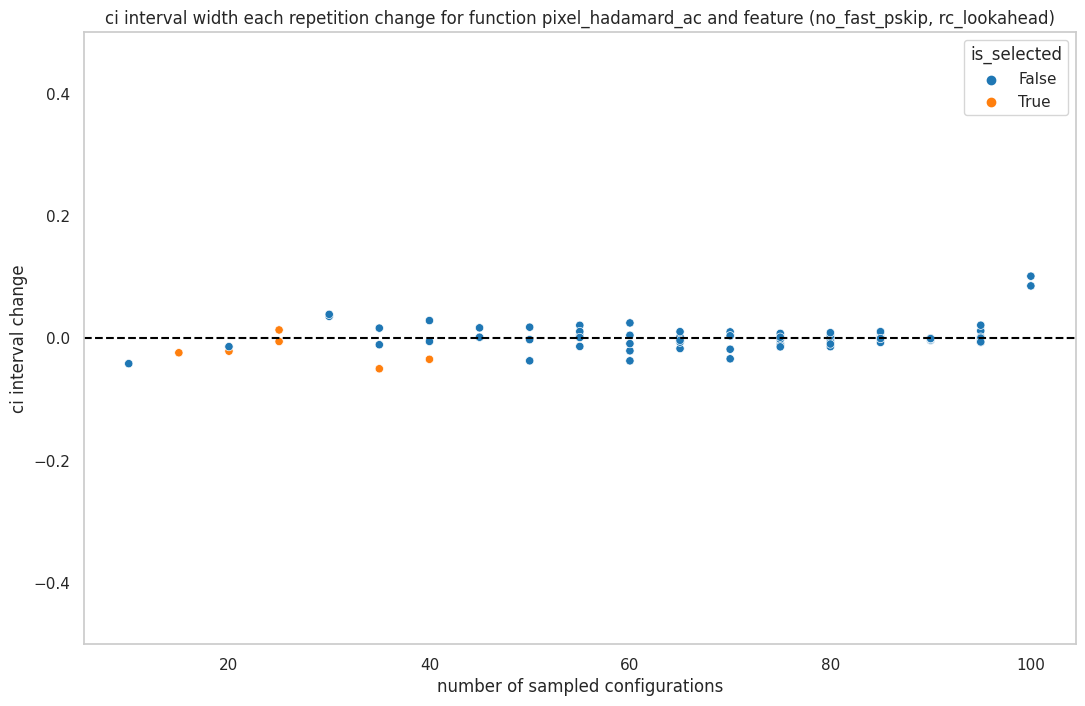 ci interval width each repetition change for function pixel_hadamard_ac and feature (no_fast_pskip, rc_lookahead)
is_selected
False
True
ci interval change
0.4
0.2
0.0
−0.2
−0.4
20 40 60 80 100
number of sampled configurations